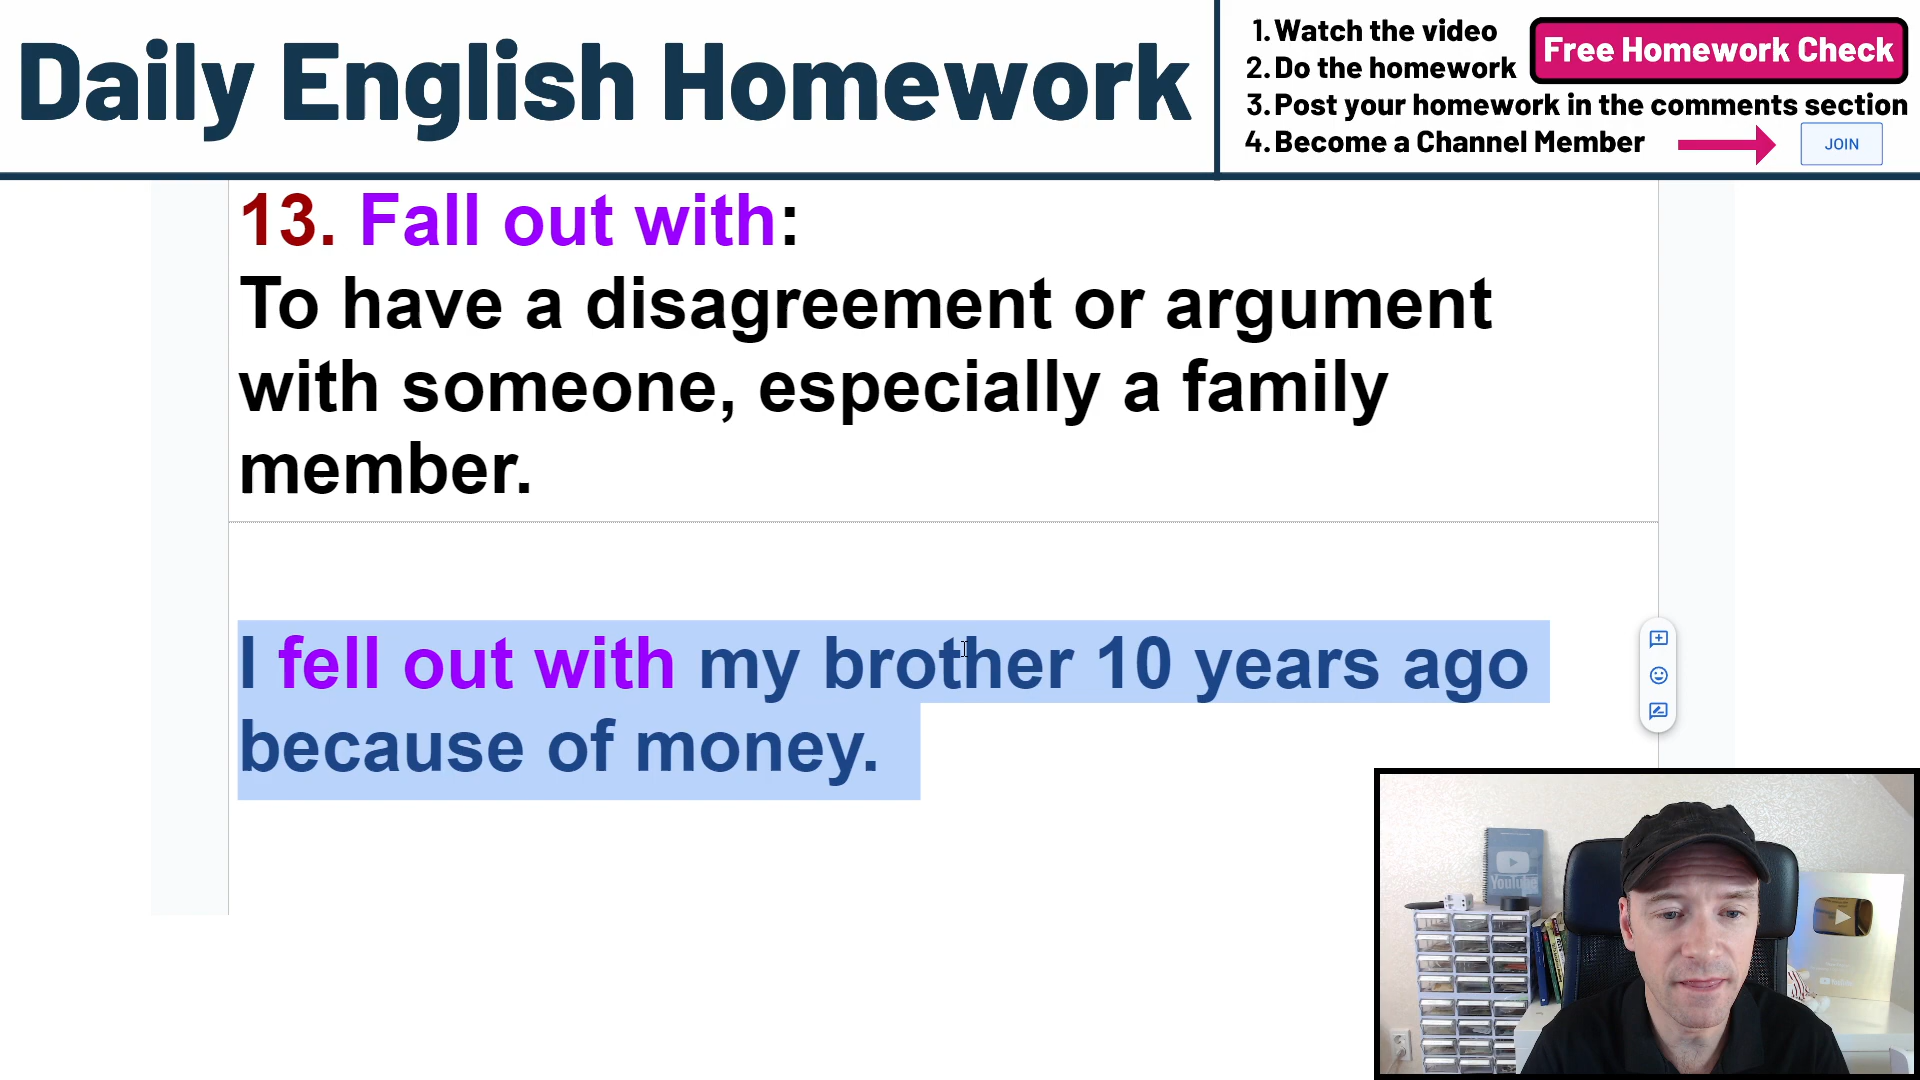 Daily English Homework
1. Watch the video
Free Homework Check
2. Do the homework
3. Post your homework in the comments section
4. Become a Channel Member
JOIN
13. Fall out with:
To have a disagreement or argument
with someone, especially a family
member.
I fell out with my brother 10 years ago
because of money.
YouTube
YouTube